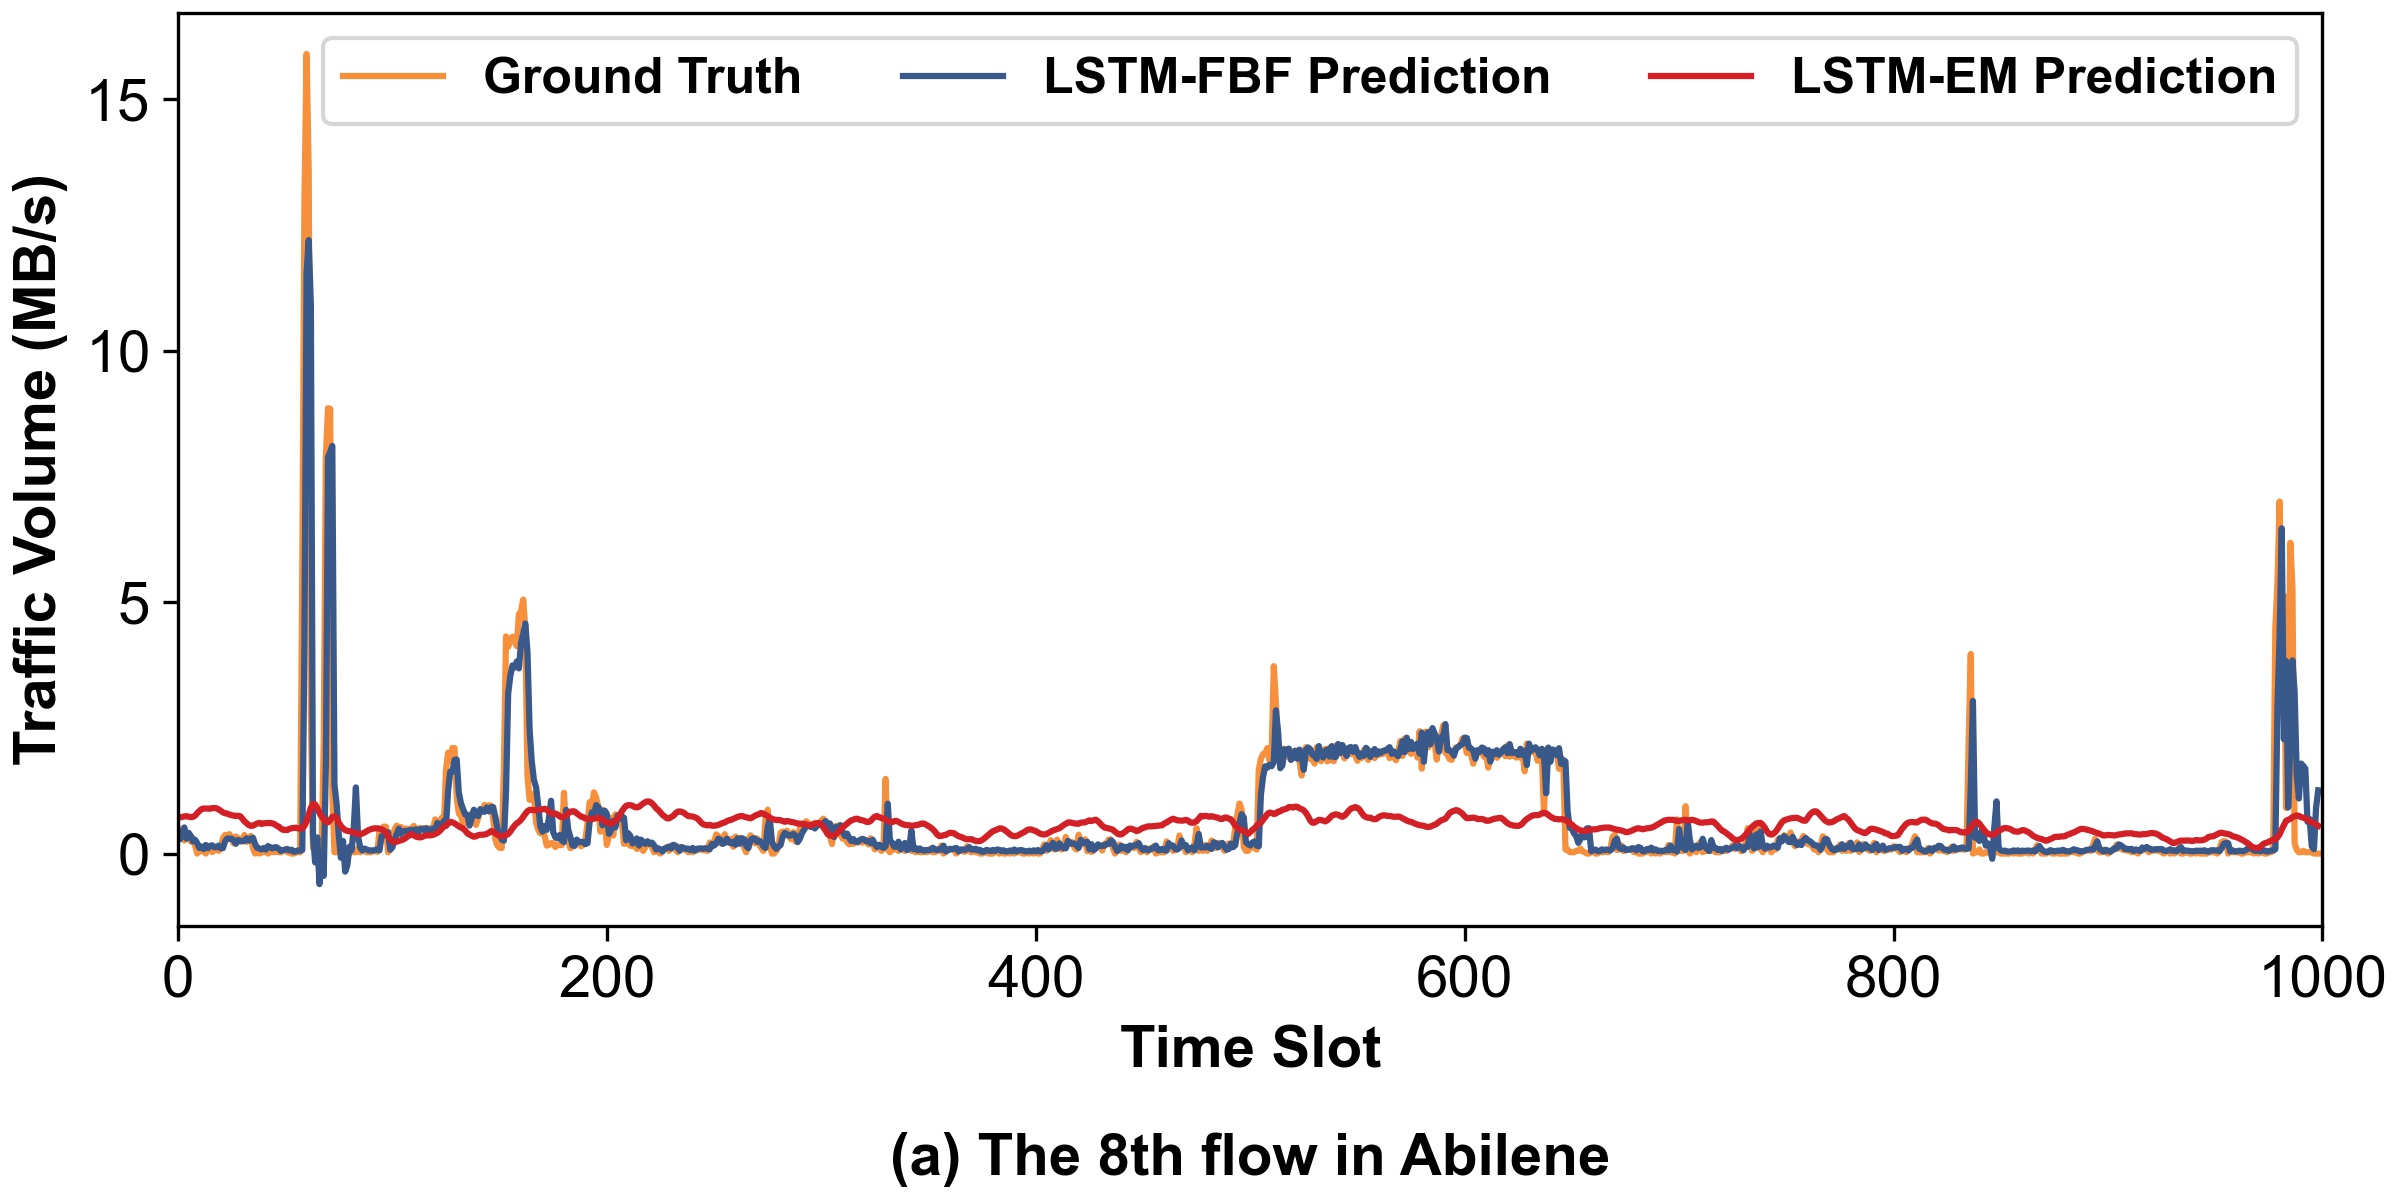 Ground Truth
LSTM-FBF Prediction
LSTM-EM Prediction
Traffic Volume (MB/s)
15
10
5
0
0
200
400
600
800
1000
Time Slot
(a) The 8th flow in Abilene